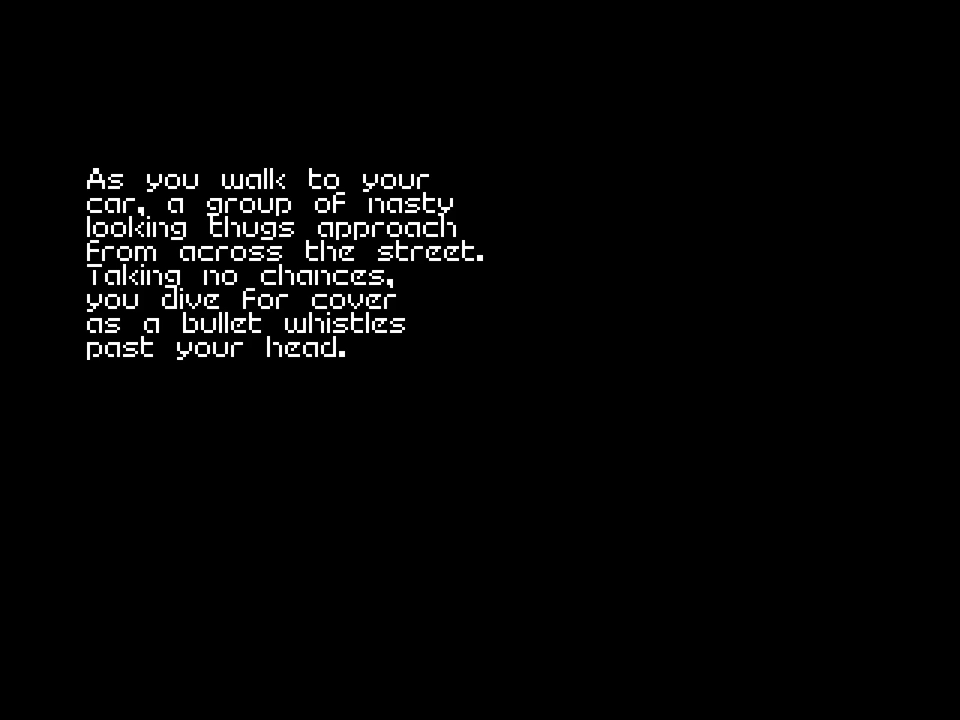 As you walk to your
car, a group of nasty
looking thugs approach
from across the street.
Taking no chances,
you dive for cover
as a bullet whistles
past your head.